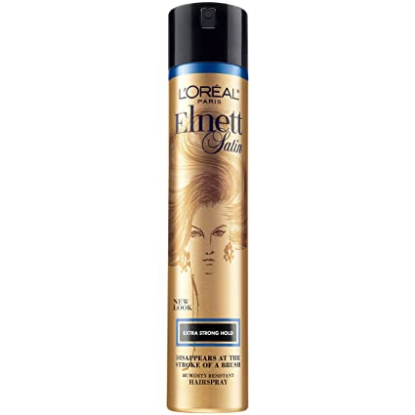 L'ORÉAL
PARIS
Elnett
Satin
NEW
LOOK
EXTRA STRONG HOLD
DISAPPEARS AT THE
STROKE OF A BRUSH
HUMIDITY RESISTANT
HAIRSPRAY